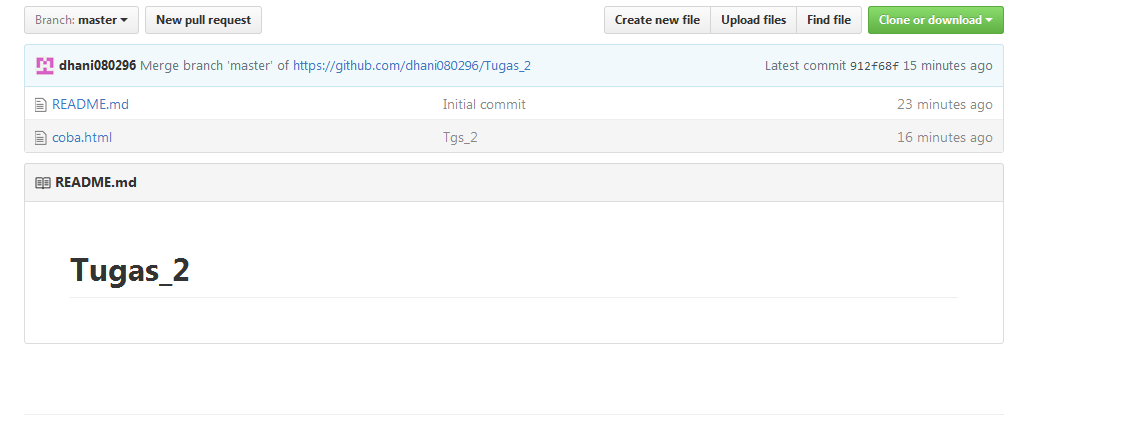 Branch: master New pull request Create new file Upload files Find file Clone or download
dhani080296 Merge branch 'master' of https://github.com/dhani080296/Tugas_2 Latest commit 912f68f 15 minutes ago
README.md Initial commit 23 minutes ago
coba.html Tgs_2 16 minutes ago
README.md
Tugas_2